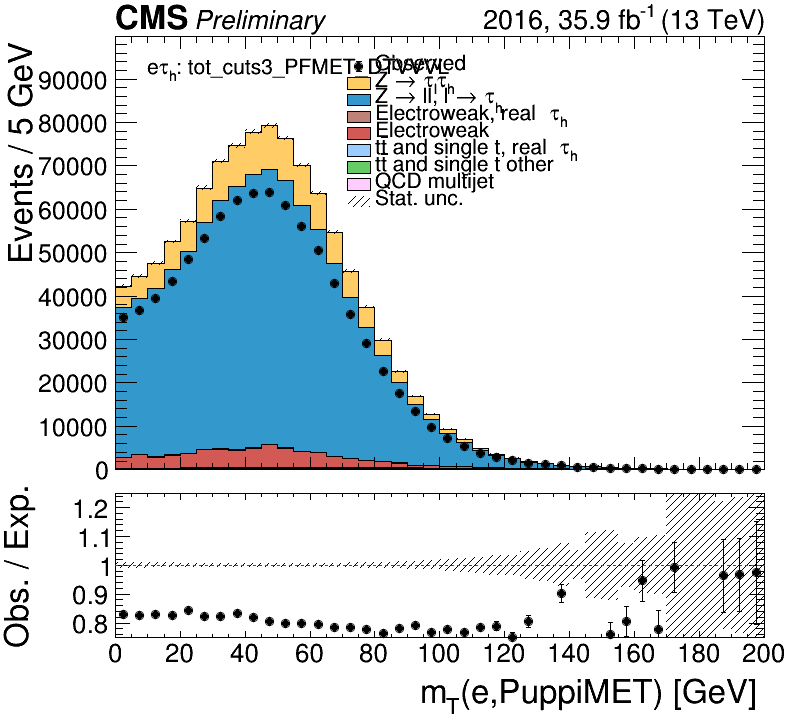 CMS Preliminary 2016, 35.9 fb⁻¹ (13 TeV)
Events / 5 GeV
90000
80000
70000
60000
50000
40000
30000
20000
10000
0
eτh: tot_cuts3_PFMET
Observed
Z → τlτh
Z → ll, l → τh
Electroweak, real τh
Electroweak
tt and single t, real τh
tt and single t other
QCD multijet
Stat. unc.
Obs. / Exp.
1.2
1.1
1
0.9
0.8
0 20 40 60 80 100 120 140 160 180 200
mT(e,PuppiMET) [GeV]